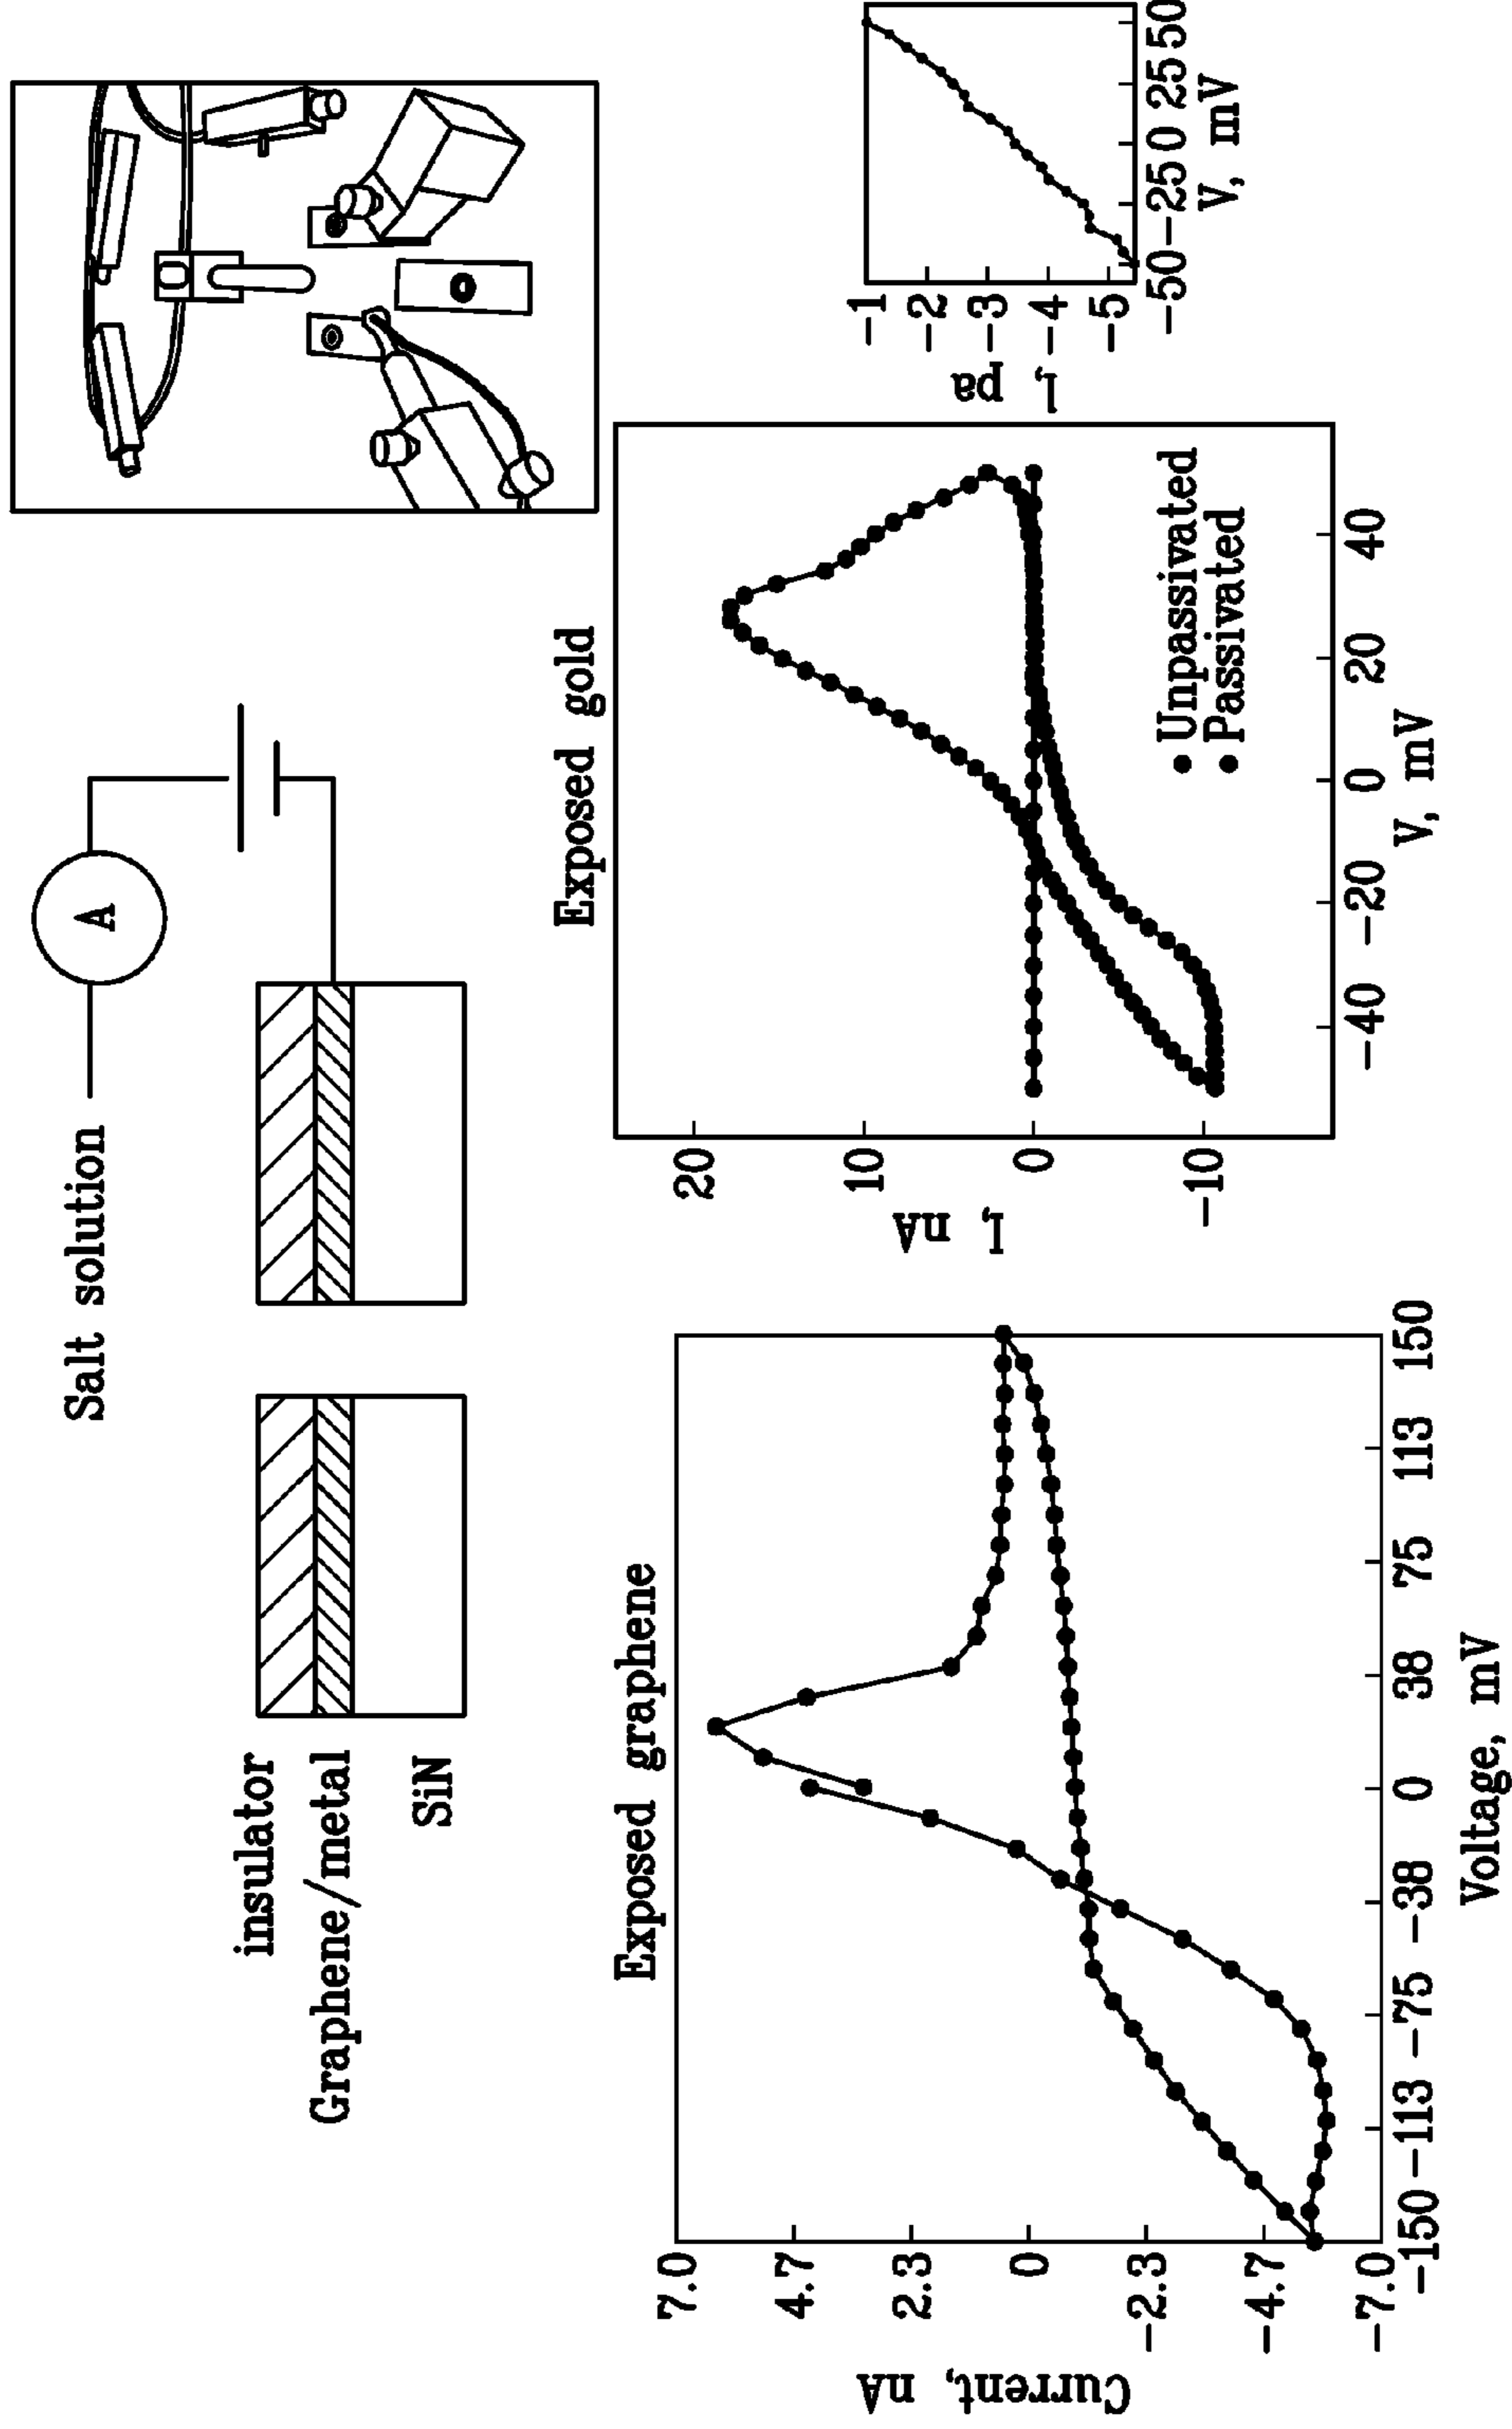 Salt solution
A
insulator
Graphene/metal
SiN
Exposed graphene
Current, nA
7.0
4.7
2.3
0
-2.3
-4.7
-7.0
-150 -113 -75 -38 0 38 75 113 150
Voltage, mV
Exposed gold
I, nA
20
10
0
-10
Unpassivated
Passivated
-40 -20 0 20 40
V, mV
I, pa
-1
-2
-3
-4
-5
-50 -25 0 25 50
V, mV